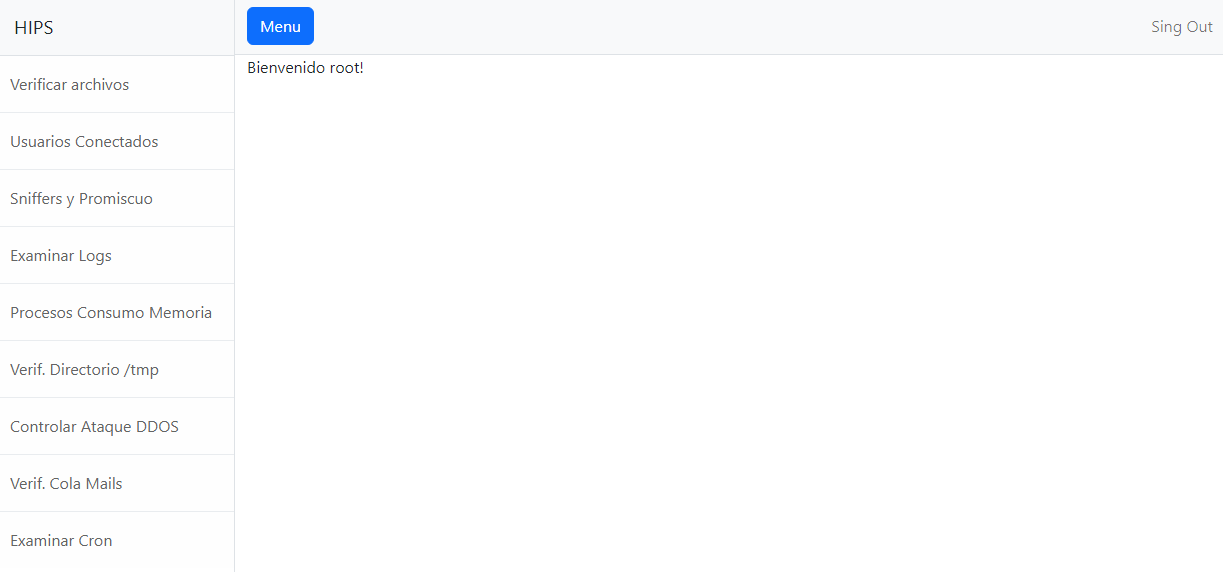 HIPS
Menu
Sing Out
Bienvenido root!
Verificar archivos
Usuarios Conectados
Sniffers y Promiscuo
Examinar Logs
Procesos Consumo Memoria
Verif. Directorio /tmp
Controlar Ataque DDOS
Verif. Cola Mails
Examinar Cron